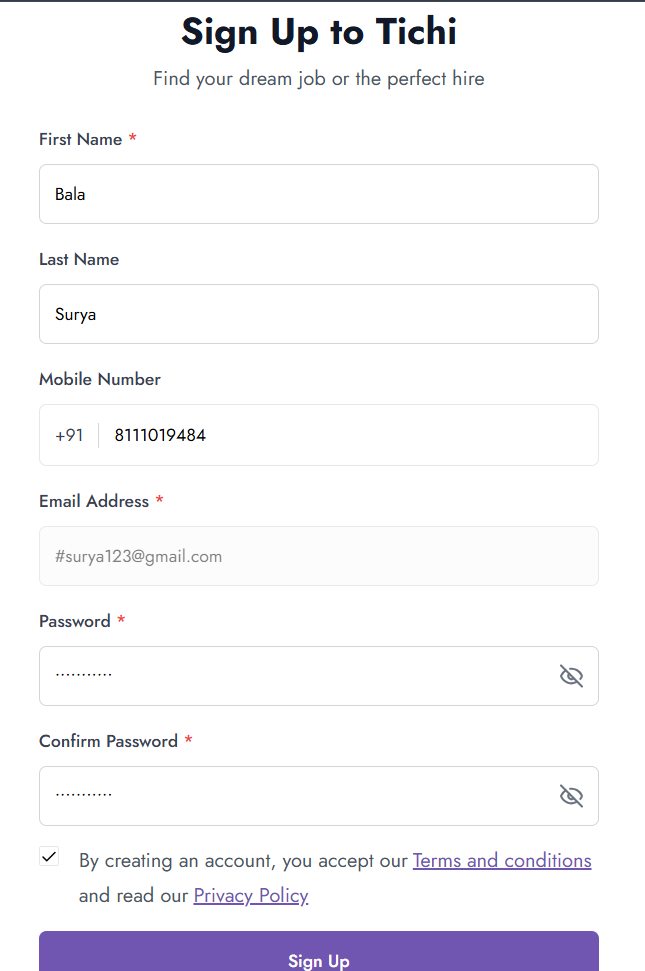 Sign Up to Tichi
Find your dream job or the perfect hire
First Name *
Bala
Last Name
Surya
Mobile Number
+91 8111019484
Email Address *
#surya123@gmail.com
Password *
···········
Confirm Password *
···········
By creating an account, you accept our Terms and conditions
and read our Privacy Policy
Sign Up